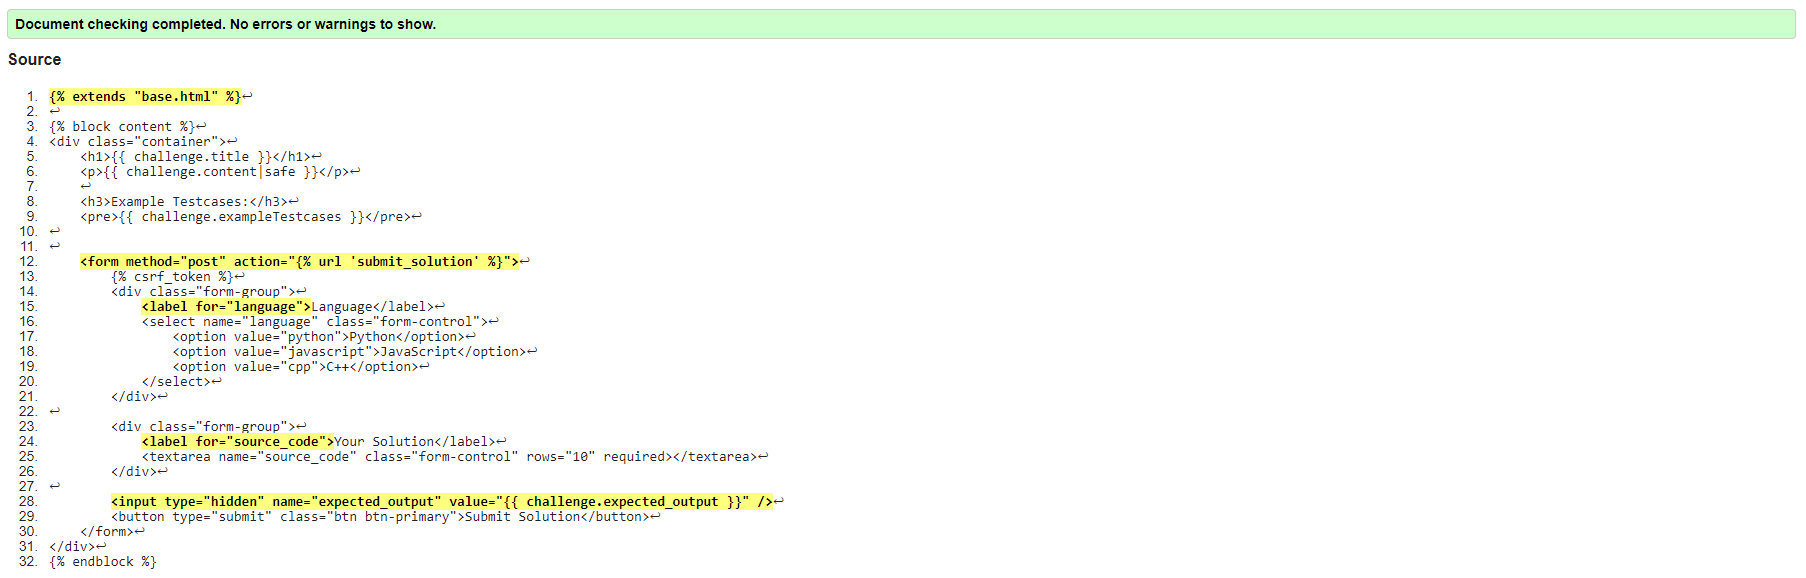 Document checking completed. No errors or warnings to show.
Source
1. {% extends "base.html" %}↩
2. ↩
3. {% block content %}↩
4. <div class="container">↩
5.     <h1>{{ challenge.title }}</h1>↩
6.     <p>{{ challenge.content|safe }}</p>↩
7.     ↩
8.     <h3>Example Testcases:</h3>↩
9.     <pre>{{ challenge.exampleTestcases }}</pre>↩
10. ↩
11. ↩
12.     <form method="post" action="{% url 'submit_solution' %}">↩
13.         {% csrf_token %}↩
14.         <div class="form-group">↩
15.             <label for="language">Language</label>↩
16.             <select name="language" class="form-control">↩
17.                 <option value="python">Python</option>↩
18.                 <option value="javascript">JavaScript</option>↩
19.                 <option value="cpp">C++</option>↩
20.             </select>↩
21.         </div>↩
22. ↩
23.         <div class="form-group">↩
24.             <label for="source_code">Your Solution</label>↩
25.             <textarea name="source_code" class="form-control" rows="10" required></textarea>↩
26.         </div>↩
27. ↩
28.         <input type="hidden" name="expected_output" value="{{ challenge.expected_output }}" />↩
29.         <button type="submit" class="btn btn-primary">Submit Solution</button>↩
30.     </form>↩
31. </div>↩
32. {% endblock %}